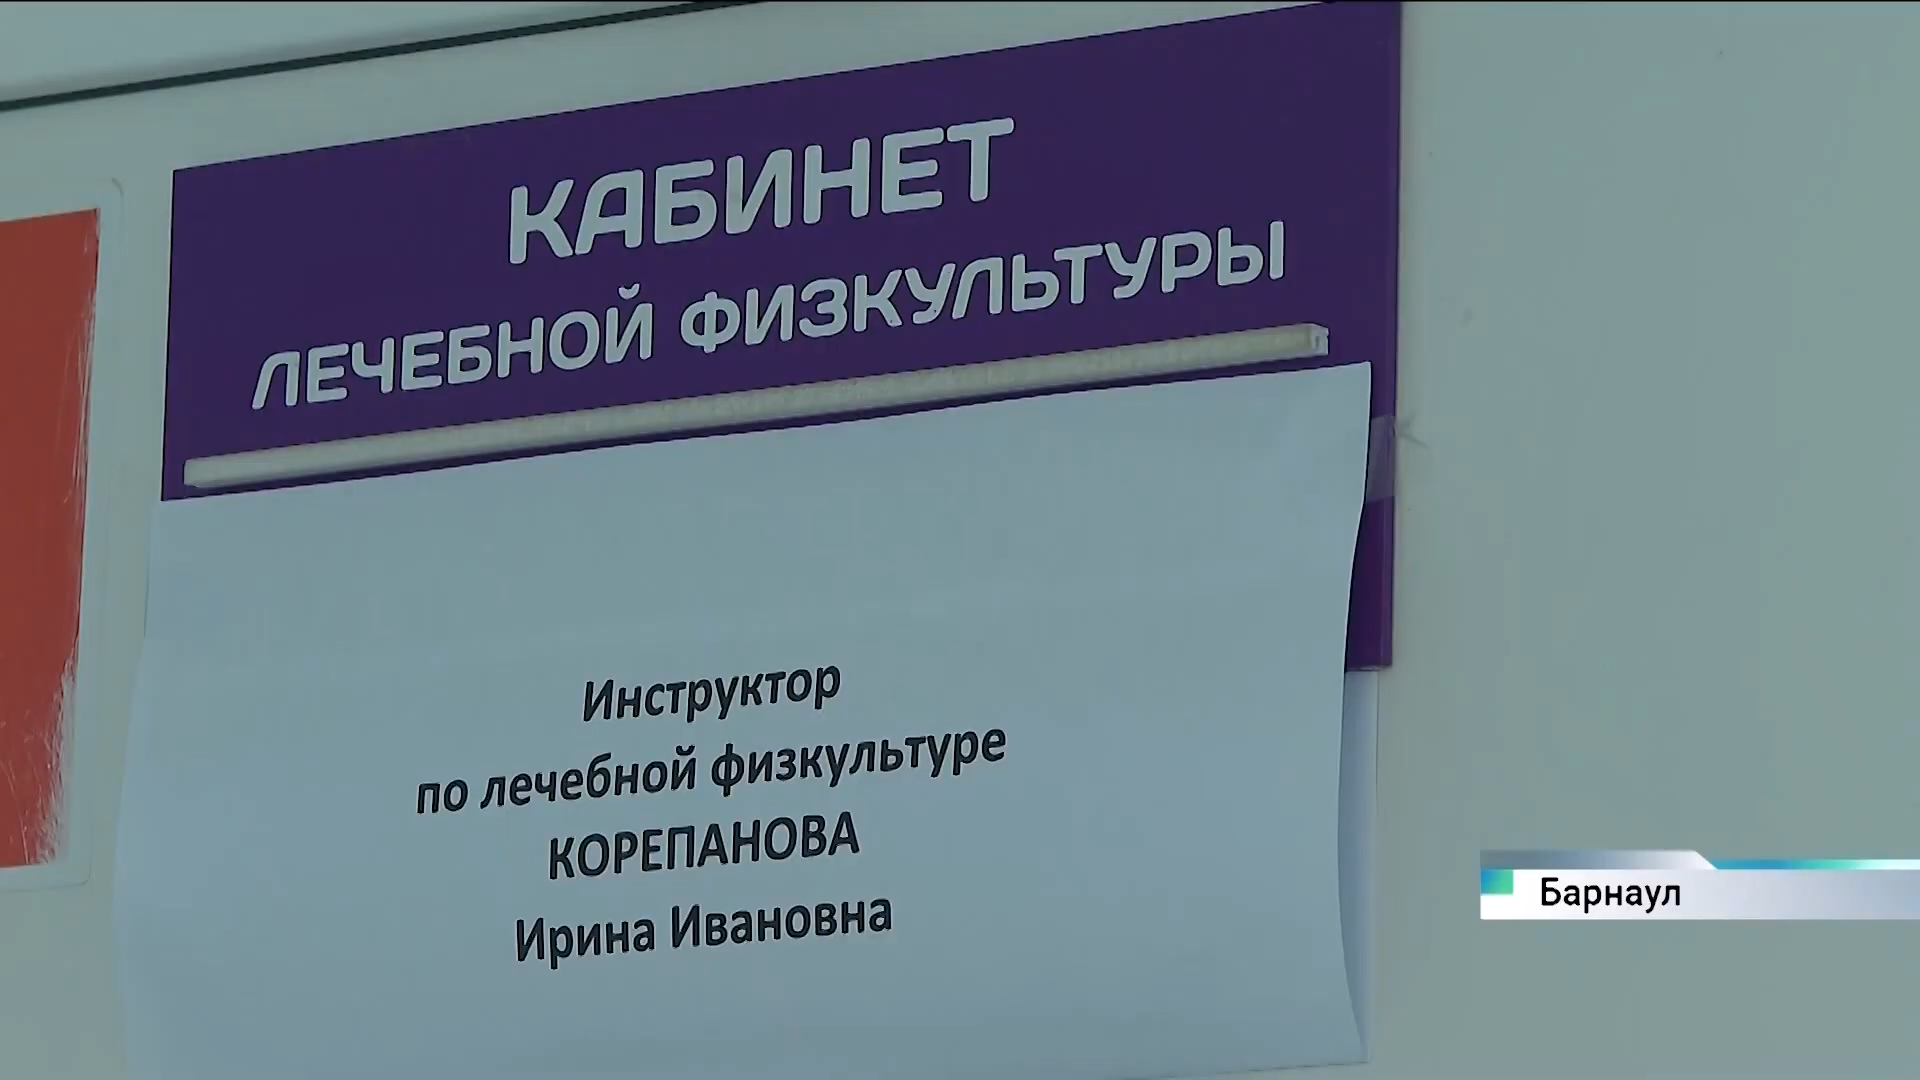 КАБИНЕТ
ЛЕЧЕБНОЙ ФИЗКУЛЬТУРЫ
Инструктор
по лечебной физкультуре
КОРЕПАНОВА
Ирина Ивановна
Барнаул